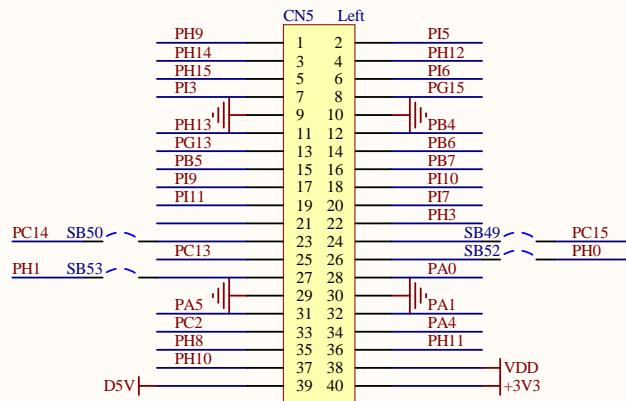 CN5 Left
PH9 1 2 PI5
PH14 3 4 PH12
PH15 5 6 PI6
PI3 7 8 PG15
9 10
PH13 11 12 PB4
PG13 13 14 PB6
PB5 15 16 PB7
PI9 17 18 PI10
PI11 19 20 PI7
21 22 PH3
PC14 SB50 23 24 SB49 PC15
PC13 25 26 SB52 PH0
PH1 SB53 27 28 PA0
29 30
PA5 31 32 PA1
PC2 33 34 PA4
PH8 35 36 PH11
PH10 37 38 VDD
D5V 39 40 +3V3